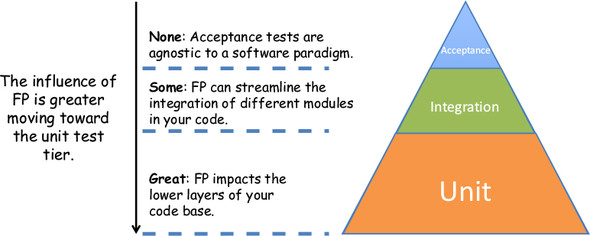 The influence of
FP is greater
moving toward
the unit test
tier.
None: Acceptance tests are
agnostic to a software paradigm.
Some: FP can streamline the
integration of different modules
in your code.
Great: FP impacts the
lower layers of your
code base.
Acceptance
Integration
Unit